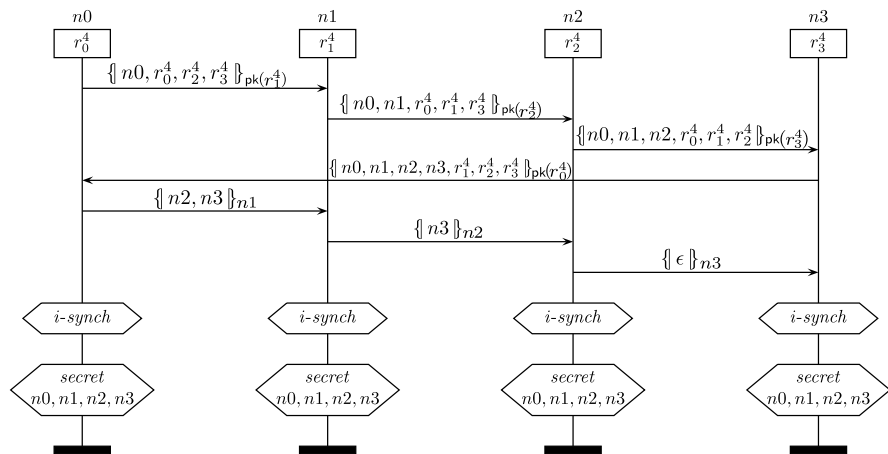 n0 n1 n2 n3
r_0^4 r_1^4 r_2^4 r_3^4
{| n0, r_0^4, r_2^4, r_3^4 |}_pk(r_1^4)
{| n0, n1, r_0^4, r_1^4, r_3^4 |}_pk(r_2^4)
{| n0, n1, n2, r_0^4, r_1^4, r_2^4 |}_pk(r_3^4)
{| n0, n1, n2, n3, r_1^4, r_2^4, r_3^4 |}_pk(r_0^4)
{| n2, n3 |}_n1
{| n3 |}_n2
{| ϵ |}_n3
i-synch i-synch i-synch i-synch
secret secret secret secret
n0, n1, n2, n3 n0, n1, n2, n3 n0, n1, n2, n3 n0, n1, n2, n3